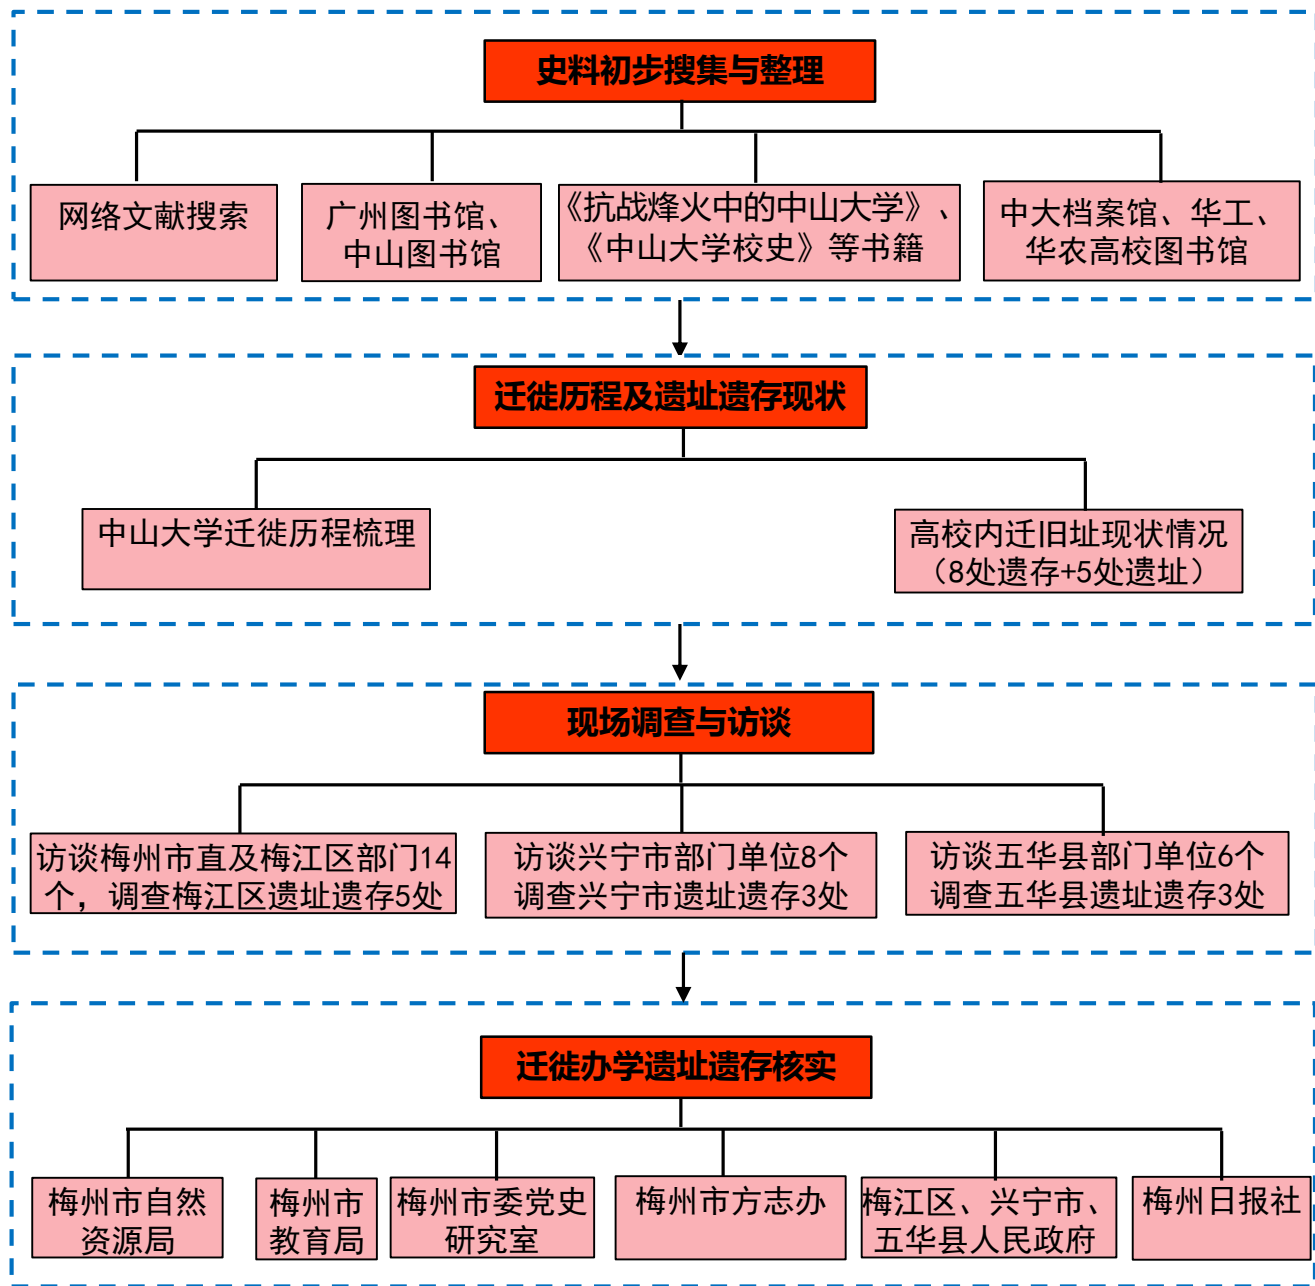 史料初步搜集与整理
网络文献搜索
广州图书馆、
中山图书馆
《抗战烽火中的中山大学》、
《中山大学校史》等书籍
中大档案馆、华工、
华农高校图书馆
迁徙历程及遗址遗存现状
中山大学迁徙历程梳理
高校内迁旧址现状情况
（8处遗存+5处遗址）
现场调查与访谈
访谈梅州市直及梅江区部门14
个，调查梅江区遗址遗存5处
访谈兴宁市部门单位8个
调查兴宁市遗址遗存3处
访谈五华县部门单位6个
调查五华县遗址遗存3处
迁徙办学遗址遗存核实
梅州市自然
资源局
梅州市
教育局
梅州市委党史
研究室
梅州市方志办
梅江区、兴宁市、
五华县人民政府
梅州日报社